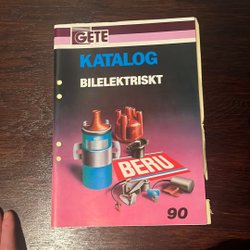 GETE
KATALOG
BILELEKTRISKT
BERU
90